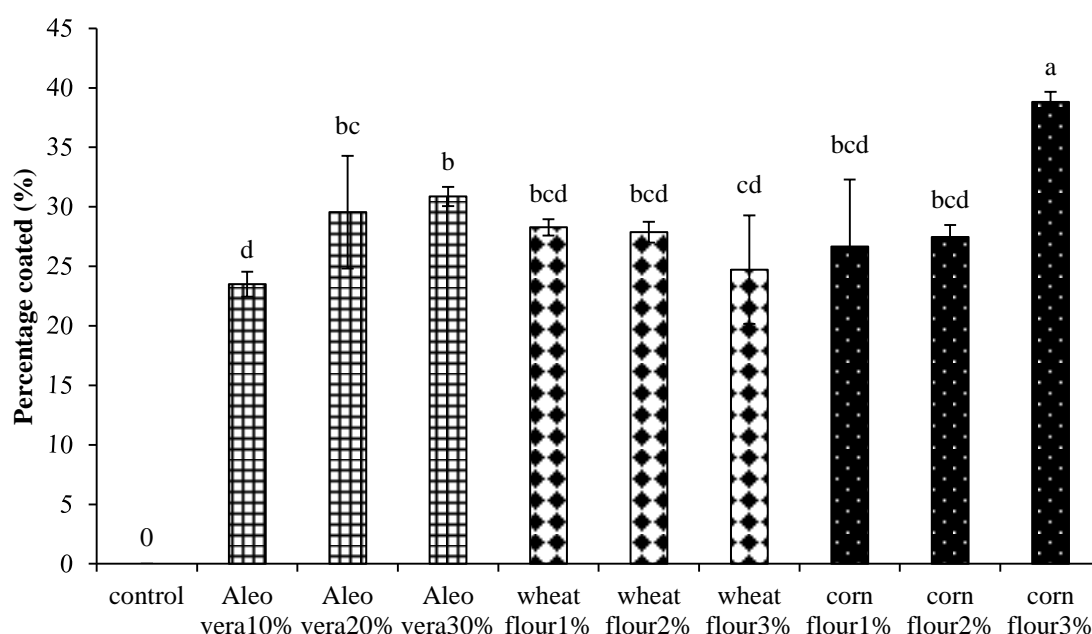 45
40
35
30
25
20
15
10
5
0
Percentage coated (%)
0
d
bc
b
bcd
bcd
cd
bcd
bcd
a
control Aleo Aleo Aleo wheat wheat wheat corn corn corn
vera10% vera20% vera30% flour1% flour2% flour3% flour1% flour2% flour3%